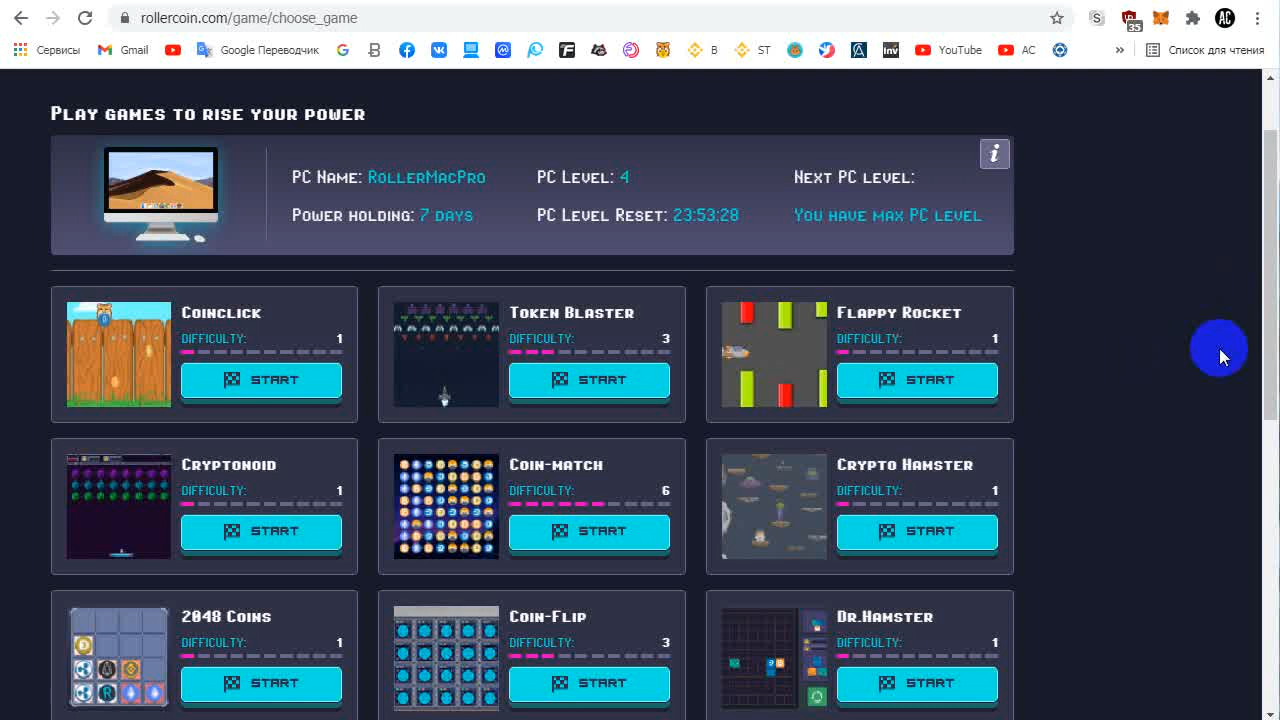 rollercoin.com/game/choose_game
S
35
AC
Сервисы
Gmail
Google Переводчик
B
ST
Inv
YouTube
AC
»
Список для чтения
Play games to rise your power
PC Name: RollerMacPro
PC Level: 4
Next PC level:
i
Power holding: 7 days
PC Level Reset: 23:53:28
You have max PC level
Coinclick
Difficulty: 1
START
Token Blaster
Difficulty: 3
START
Flappy Rocket
Difficulty: 1
START
Cryptonoid
Difficulty: 1
START
Coin-match
Difficulty: 6
START
Crypto Hamster
Difficulty: 1
START
2048 Coins
Difficulty: 1
START
Coin-Flip
Difficulty: 3
START
Dr.Hamster
Difficulty: 1
START